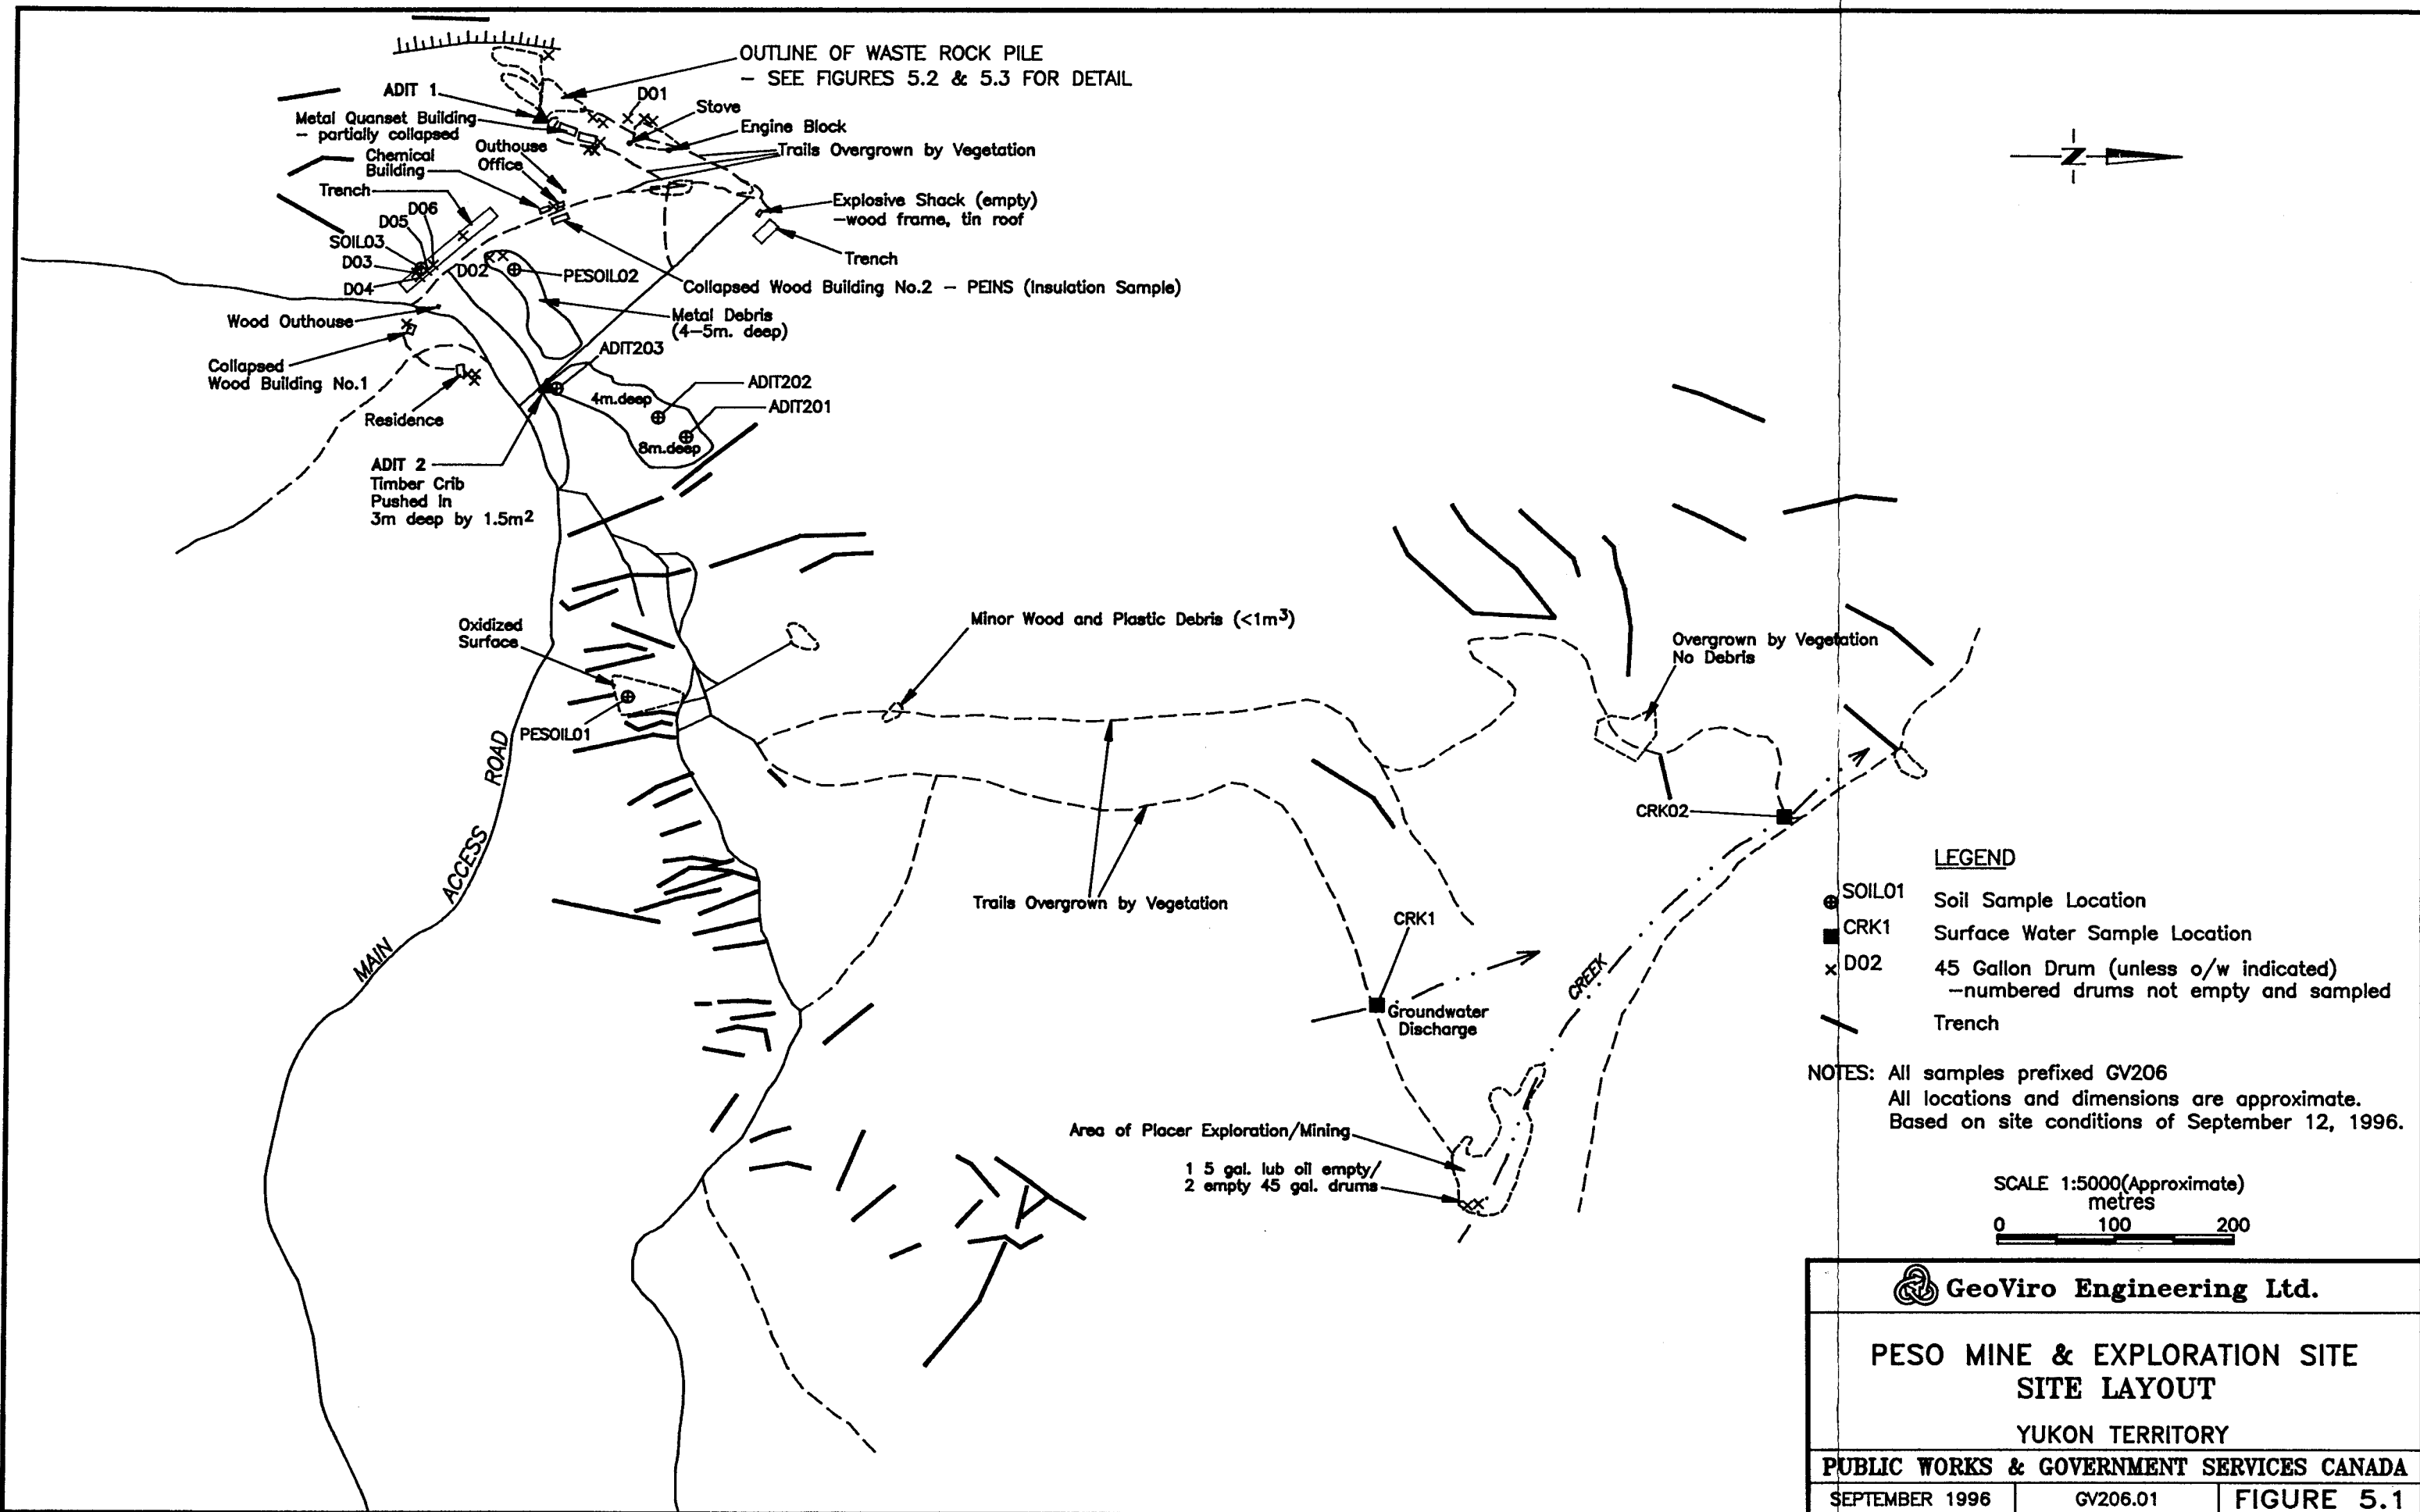 OUTLINE OF WASTE ROCK PILE
- SEE FIGURES 5.2 & 5.3 FOR DETAIL
ADIT 1
D01
Stove
Metal Quanset Building
- partially collapsed
Engine Block
Outhouse
Office
Trails Overgrown by Vegetation
Chemical
Building
Trench
Explosive Shack (empty)
-wood frame, tin roof
D06
D05
SOIL03
D03
D04
D02
PESOIL02
Trench
Collapsed Wood Building No.2 - PEINS (Insulation Sample)
Wood Outhouse
Metal Debris
(4-5m. deep)
Collapsed
Wood Building No.1
ADIT203
ADIT202
ADIT201
4m.deep
8m.deep
Residence
ADIT 2
Timber Crib
Pushed In
3m deep by 1.5m²
Oxidized
Surface
PESOIL01
Minor Wood and Plastic Debris (<1m³)
Overgrown by Vegetation
No Debris
MAIN ACCESS ROAD
Trails Overgrown by Vegetation
CRK02
CRK1
Groundwater
Discharge
CREEK
Area of Placer Exploration/Mining
1 5 gal. lub oil empty/
2 empty 45 gal. drums
N
LEGEND
SOIL01 Soil Sample Location
CRK1 Surface Water Sample Location
D02 45 Gallon Drum (unless o/w indicated)
-numbered drums not empty and sampled
Trench
NOTES: All samples prefixed GV206
All locations and dimensions are approximate.
Based on site conditions of September 12, 1996.
SCALE 1:5000(Approximate)
metres
0 100 200
GeoViro Engineering Ltd.
PESO MINE & EXPLORATION SITE
SITE LAYOUT
YUKON TERRITORY
PUBLIC WORKS & GOVERNMENT SERVICES CANADA
SEPTEMBER 1996 GV206.01 FIGURE 5.1